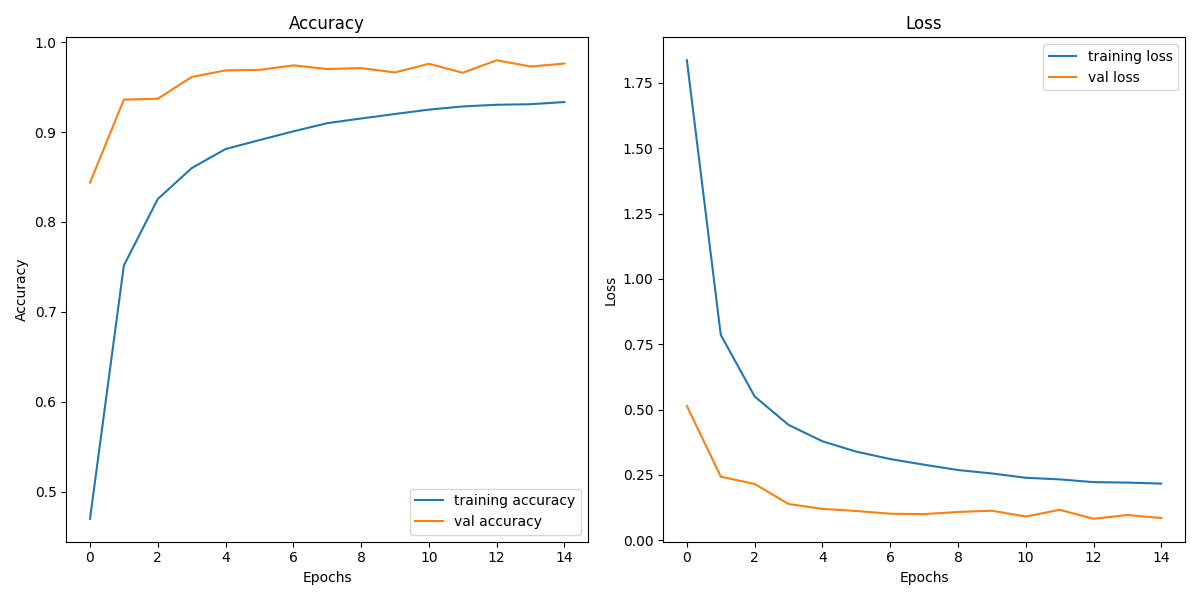 Accuracy
1.0
0.9
0.8
0.7
0.6
0.5
Accuracy
training accuracy
val accuracy
0 2 4 6 8 10 12 14
Epochs
Loss
1.75
1.50
1.25
1.00
0.75
0.50
0.25
0.00
Loss
training loss
val loss
0 2 4 6 8 10 12 14
Epochs